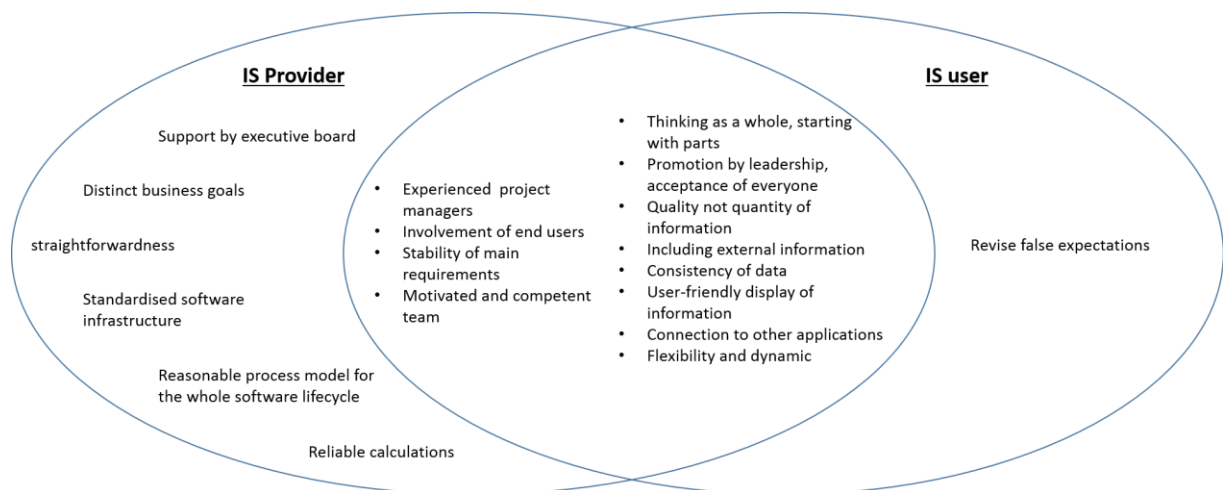 IS Provider
Support by executive board
Distinct business goals
straightforwardness
Standardised software
infrastructure
Reasonable process model for
the whole software lifecycle
Reliable calculations
• Experienced project
managers
• Involvement of end users
• Stability of main
requirements
• Motivated and competent
team
• Thinking as a whole, starting
with parts
• Promotion by leadership,
acceptance of everyone
• Quality not quantity of
information
• Including external information
• Consistency of data
• User-friendly display of
information
• Connection to other applications
• Flexibility and dynamic
IS user
Revise false expectations